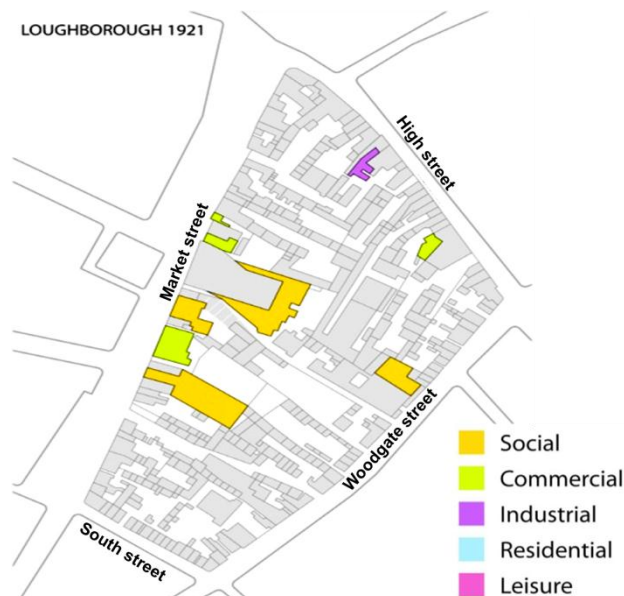 LOUGHBOROUGH 1921
High street
Market street
Woodgate street
South street
Social
Commercial
Industrial
Residential
Leisure